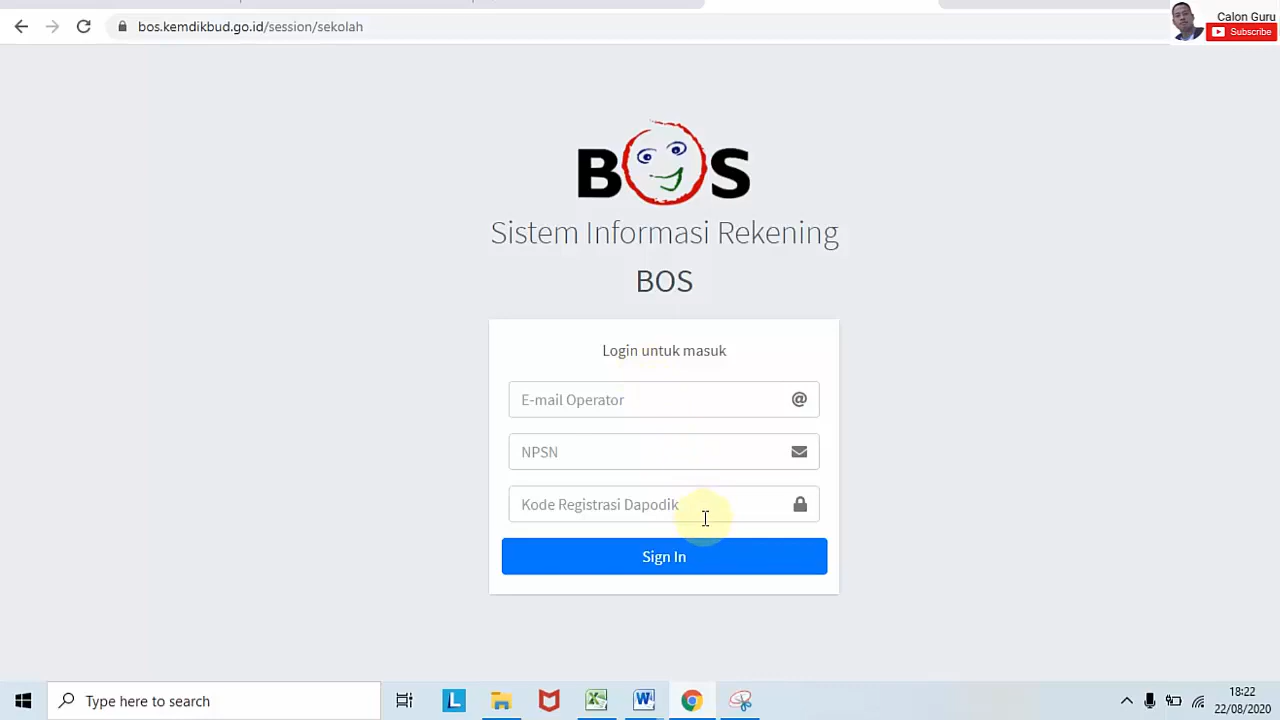 bos.kemdikbud.go.id/session/sekolah
Calon Guru
Subscribe
BOS
Sistem Informasi Rekening
BOS
Login untuk masuk
E-mail Operator
@
NPSN
Kode Registrasi Dapodik
Sign In
Type here to search
L
18:22
22/08/2020